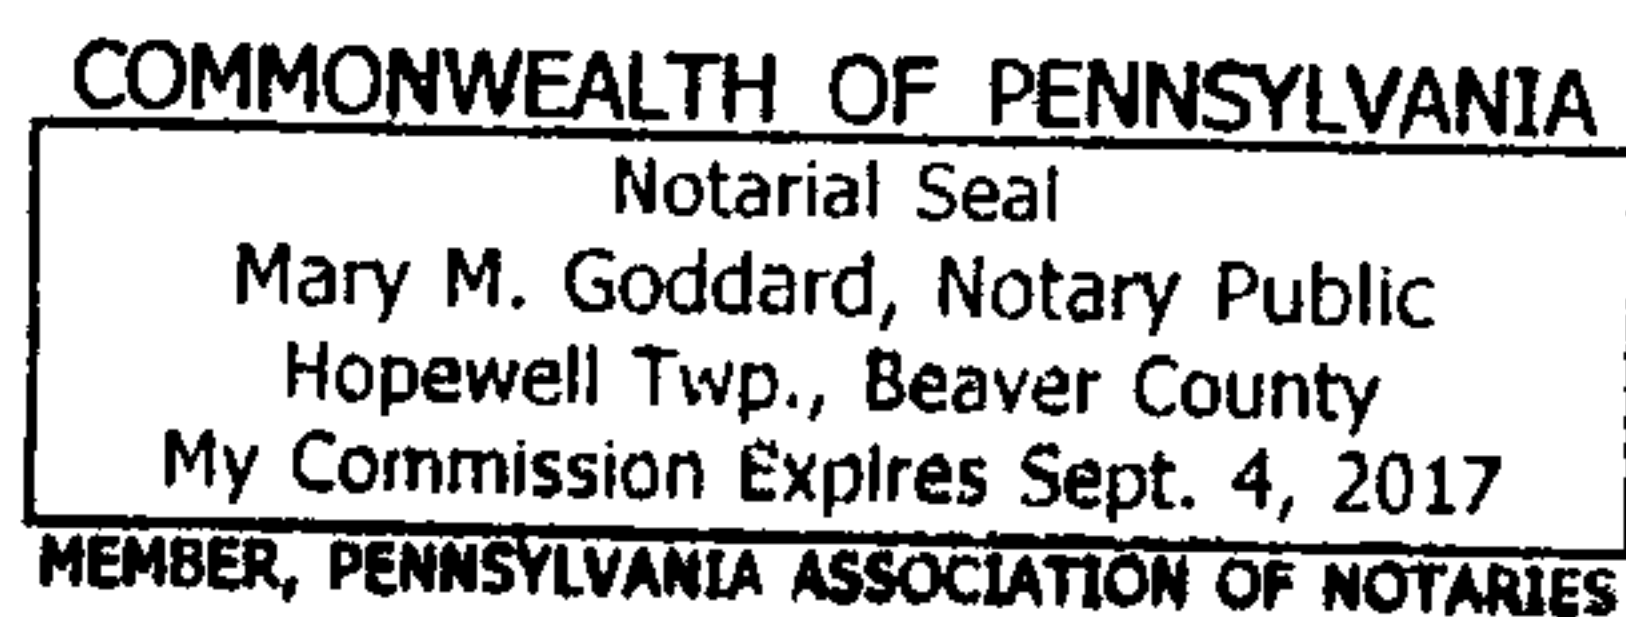 COMMONWEALTH OF PENNSYLVANIA
Notarial Seal
Mary M. Goddard, Notary Public
Hopewell Twp., Beaver County
My Commission Expires Sept. 4, 2017
MEMBER, PENNSYLVANIA ASSOCIATION OF NOTARIES